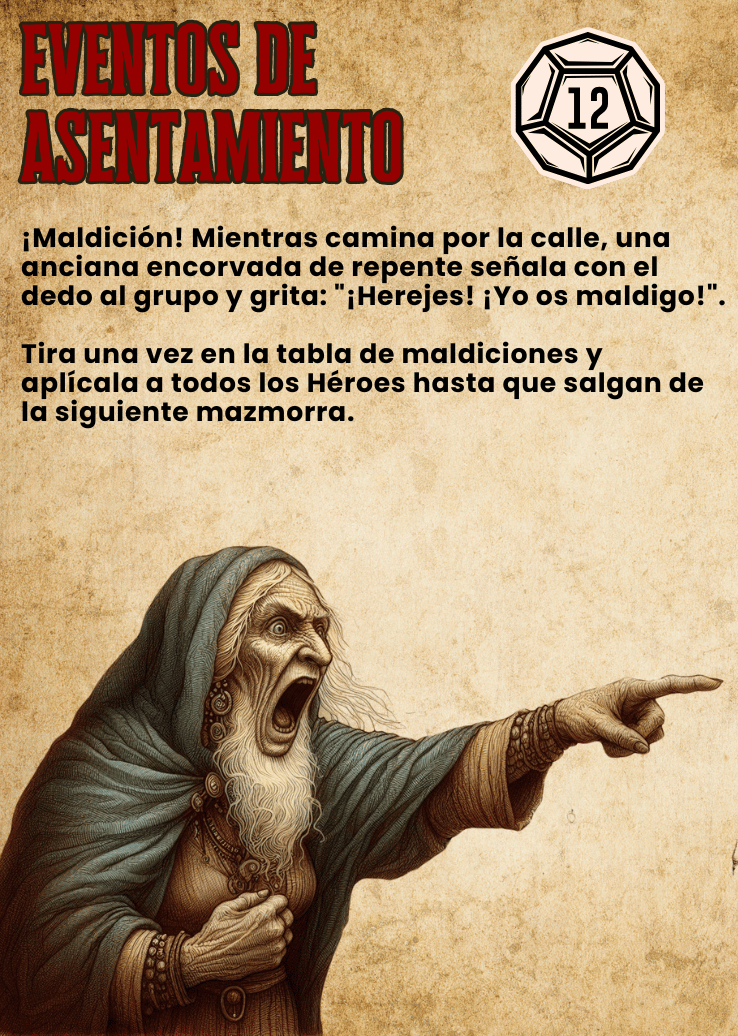 EVENTOS DE
ASENTAMIENTO
12
¡Maldición! Mientras camina por la calle, una
anciana encorvada de repente señala con el
dedo al grupo y grita: "¡Herejes! ¡Yo os maldigo!".
Tira una vez en la tabla de maldiciones y
aplícala a todos los Héroes hasta que salgan de
la siguiente mazmorra.